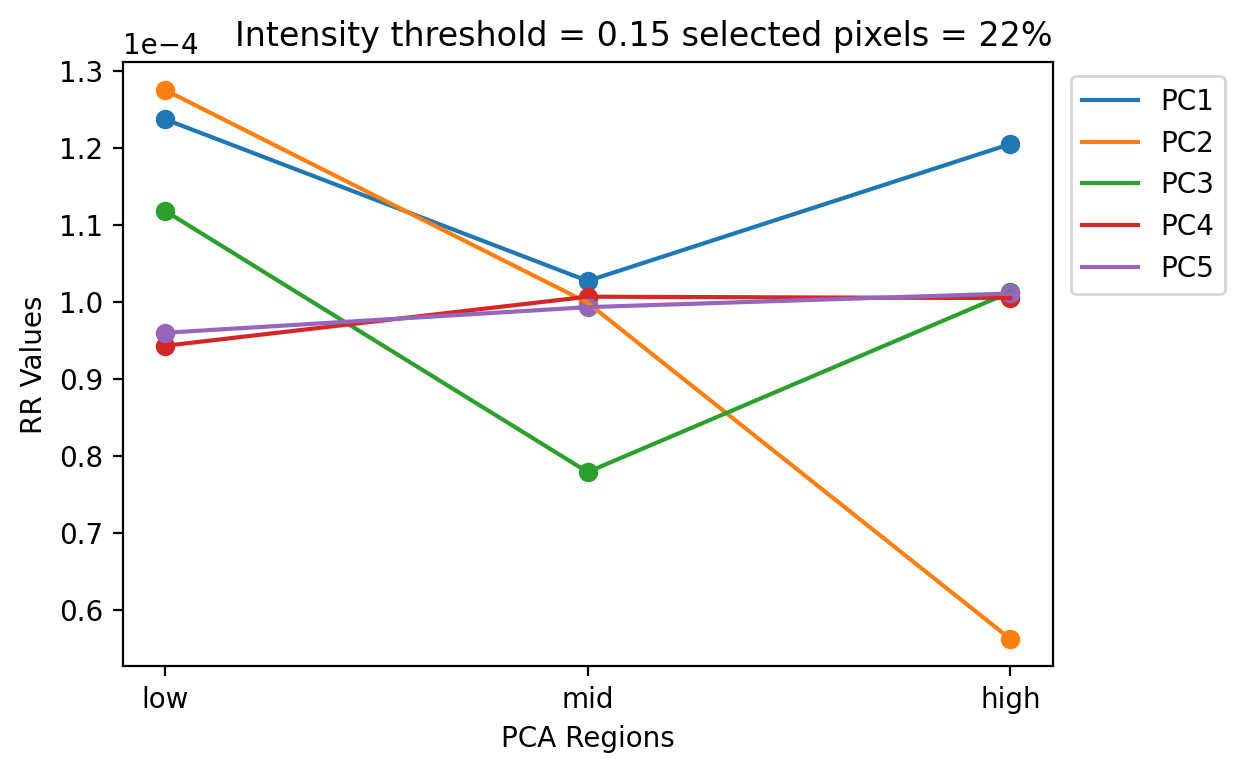 Intensity threshold = 0.15 selected pixels = 22%
1e−4
1.3
1.2
1.1
1.0
0.9
0.8
0.7
0.6
RR Values
low
mid
high
PCA Regions
PC1
PC2
PC3
PC4
PC5